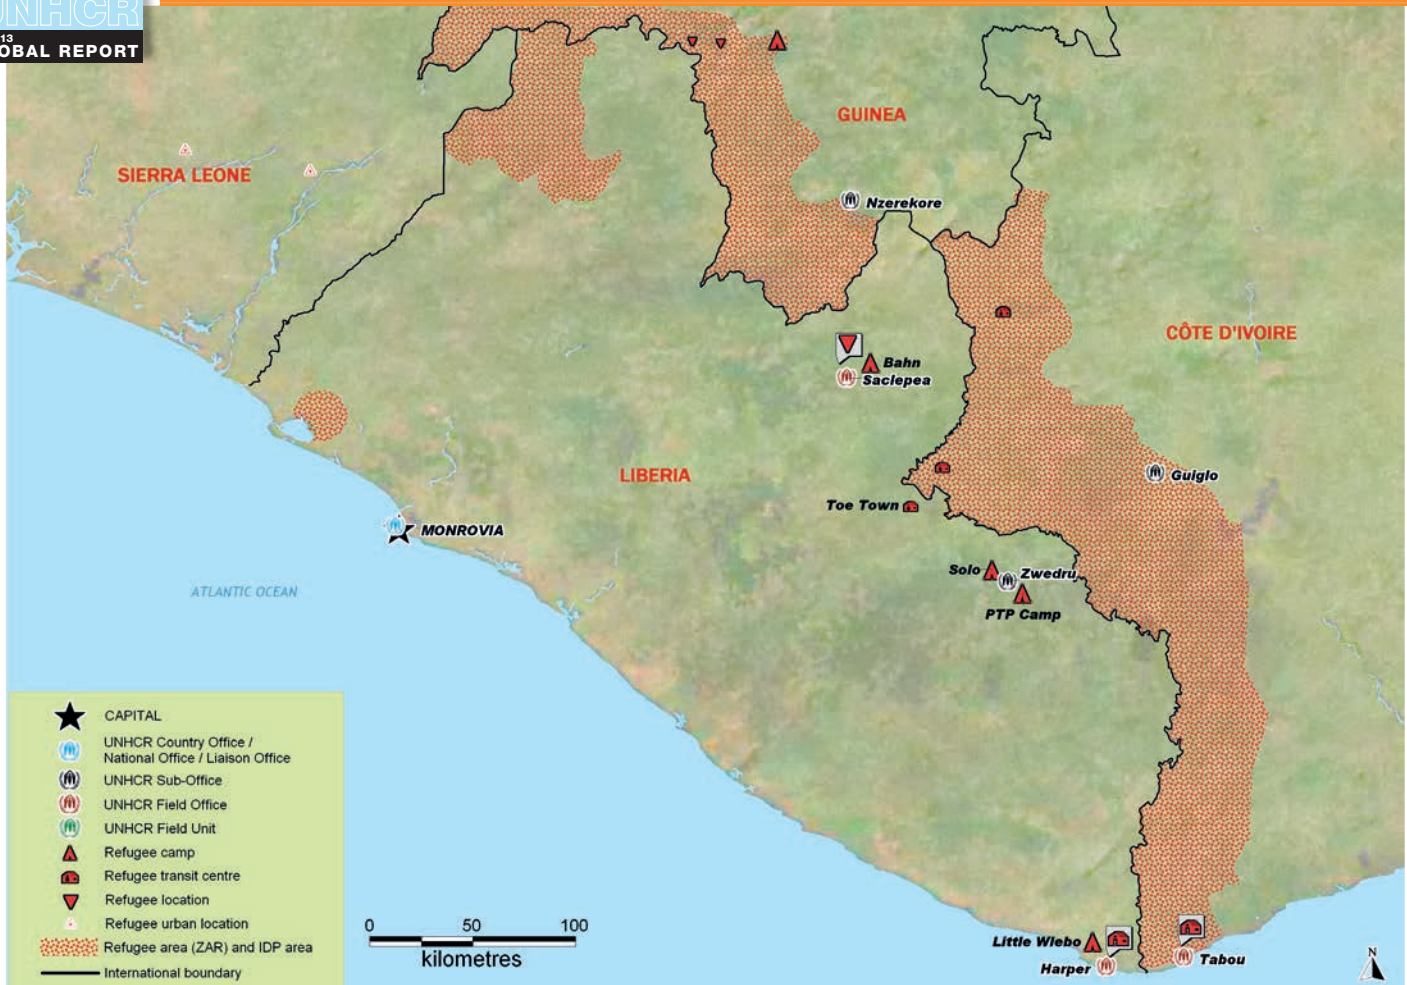 UNHCR
13
OBAL REPORT
GUINEA
SIERRA LEONE
Nzerekore
CÔTE D'IVOIRE
Bahn
Saclepea
LIBERIA
Guiglo
Toe Town
MONROVIA
Solo
Zwedru
ATLANTIC OCEAN
PTP Camp
CAPITAL
UNHCR Country Office /
National Office / Liaison Office
UNHCR Sub-Office
UNHCR Field Office
UNHCR Field Unit
Refugee camp
Refugee transit centre
Refugee location
Refugee urban location
Refugee area (ZAR) and IDP area
International boundary
0 50 100
kilometres
Little Wlebo
Harper
Tabou
N